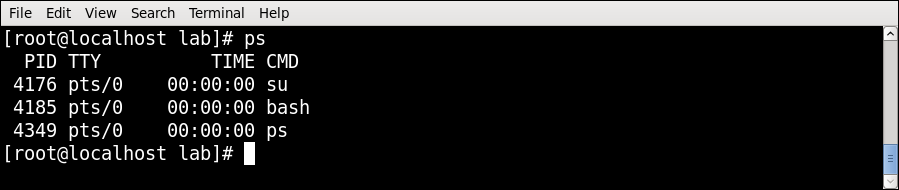 File Edit View Search Terminal Help
[root@localhost lab]# ps
  PID TTY          TIME CMD
 4176 pts/0    00:00:00 su
 4185 pts/0    00:00:00 bash
 4349 pts/0    00:00:00 ps
[root@localhost lab]#